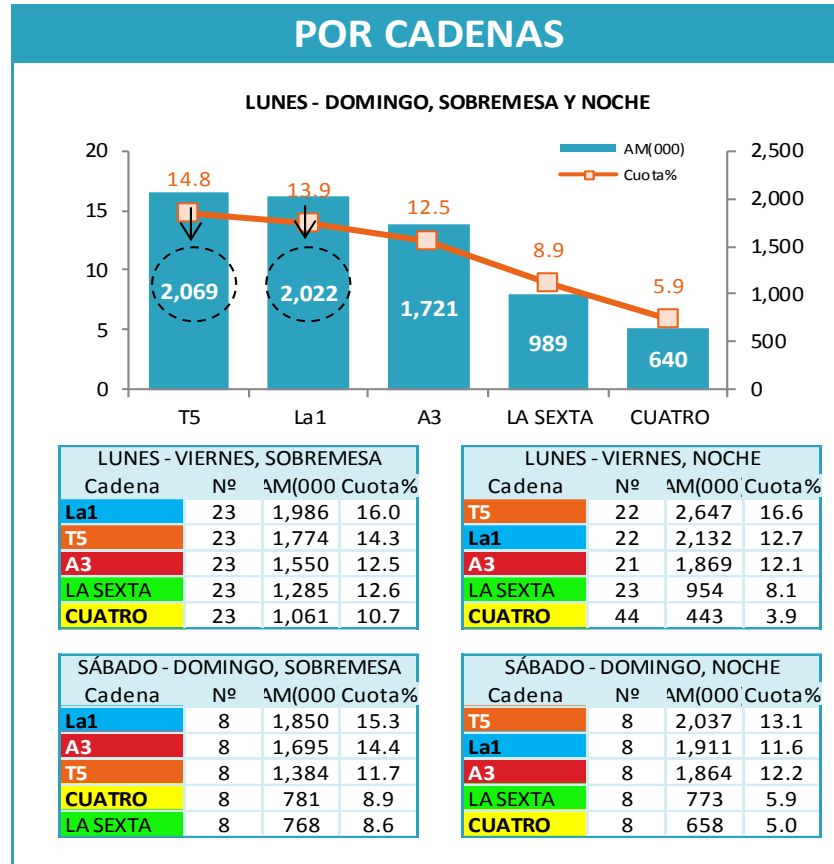 POR CADENAS
LUNES - DOMINGO, SOBREMESA Y NOCHE
AM(000)
Cuota%
20
15
10
5
0
2,500
2,000
1,500
1,000
500
0
14.8
13.9
12.5
8.9
5.9
2,069
2,022
1,721
989
640
T5 La1 A3 LA SEXTA CUATRO
LUNES - VIERNES, SOBREMESA
Cadena Nº AM(000 Cuota%
La1 23 1,986 16.0
T5 23 1,774 14.3
A3 23 1,550 12.5
LA SEXTA 23 1,285 12.6
CUATRO 23 1,061 10.7
LUNES - VIERNES, NOCHE
Cadena Nº AM(000 Cuota%
T5 22 2,647 16.6
La1 22 2,132 12.7
A3 21 1,869 12.1
LA SEXTA 23 954 8.1
CUATRO 44 443 3.9
SÁBADO - DOMINGO, SOBREMESA
Cadena Nº AM(000 Cuota%
La1 8 1,850 15.3
A3 8 1,695 14.4
T5 8 1,384 11.7
CUATRO 8 781 8.9
LA SEXTA 8 768 8.6
SÁBADO - DOMINGO, NOCHE
Cadena Nº AM(000 Cuota%
T5 8 2,037 13.1
La1 8 1,911 11.6
A3 8 1,864 12.2
LA SEXTA 8 773 5.9
CUATRO 8 658 5.0